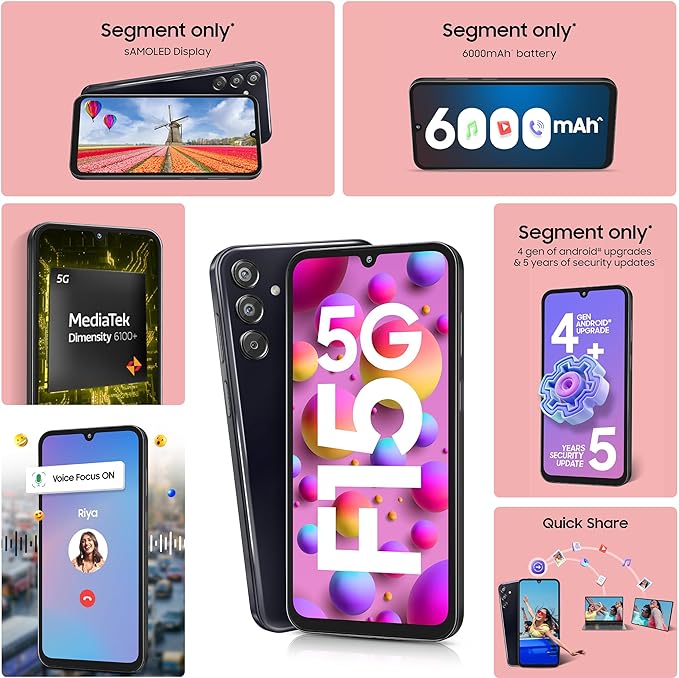 Segment only*
sAMOLED Display
Segment only*
6000mAh^ battery
6000mAh^
5G
MediaTek
Dimensity 6100+
5G
F15
Segment only*
4 gen of android# upgrades
& 5 years of security updates~
4 GEN
ANDROID#
UPGRADE
+
YEARS
SECURITY
UPDATE 5
Voice Focus ON
Riya
Quick Share